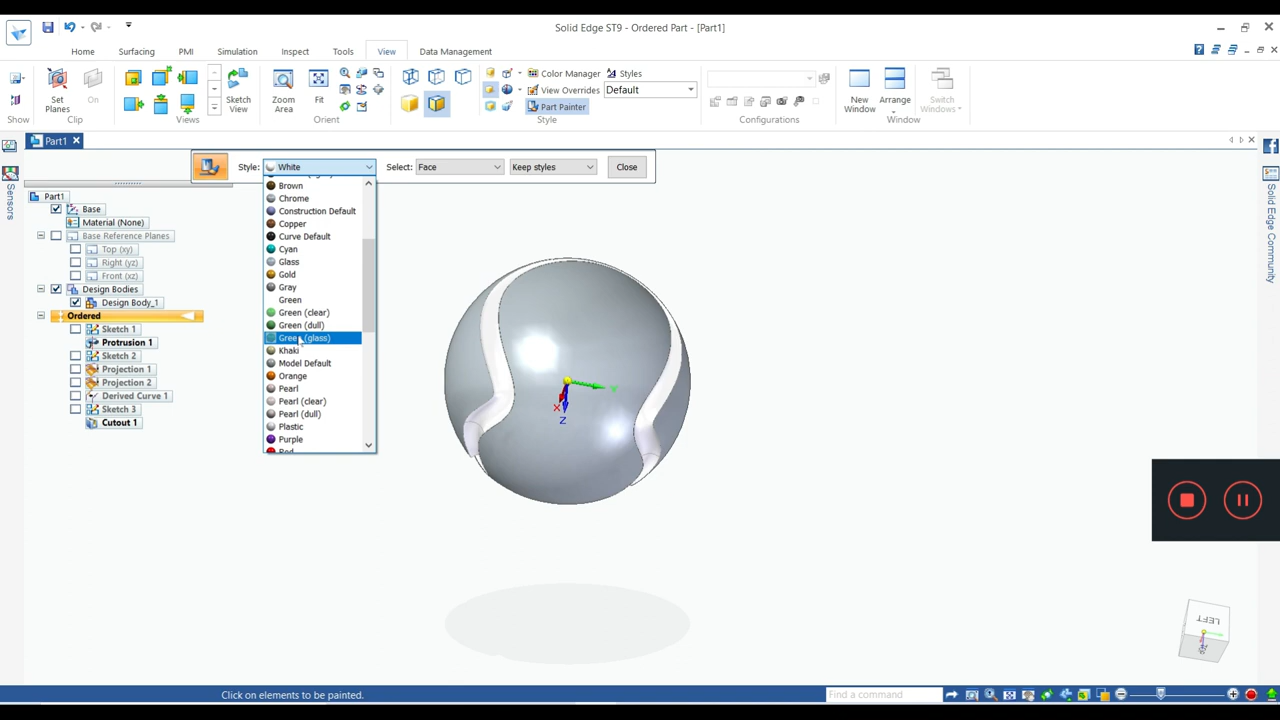 Solid Edge ST9 - Ordered Part - [Part1]
Home Surfacing PMI Simulation Inspect Tools View Data Management
Color Manager Styles
View Overrides Default
Part Painter
Set Planes
On
Sketch View
Zoom Area
Fit
New Window
Arrange
Switch Windows
Show Clip Views Orient Style Configurations Window
Part1
Style: White Select: Face Keep styles Close
Brown
Chrome
Construction Default
Copper
Curve Default
Cyan
Glass
Gold
Gray
Green
Green (clear)
Green (dull)
Green (glass)
Khaki
Model Default
Orange
Pearl
Pearl (clear)
Pearl (dull)
Plastic
Purple
Red
Sensors
Part1
Base
Material (None)
Base Reference Planes
Top (xy)
Right (yz)
Front (xz)
Design Bodies
Design Body_1
Ordered
Sketch 1
Protrusion 1
Sketch 2
Projection 1
Projection 2
Derived Curve 1
Sketch 3
Cutout 1
Y
X
Z
Solid Edge Community
LEFT
Click on elements to be painted.
Find a command